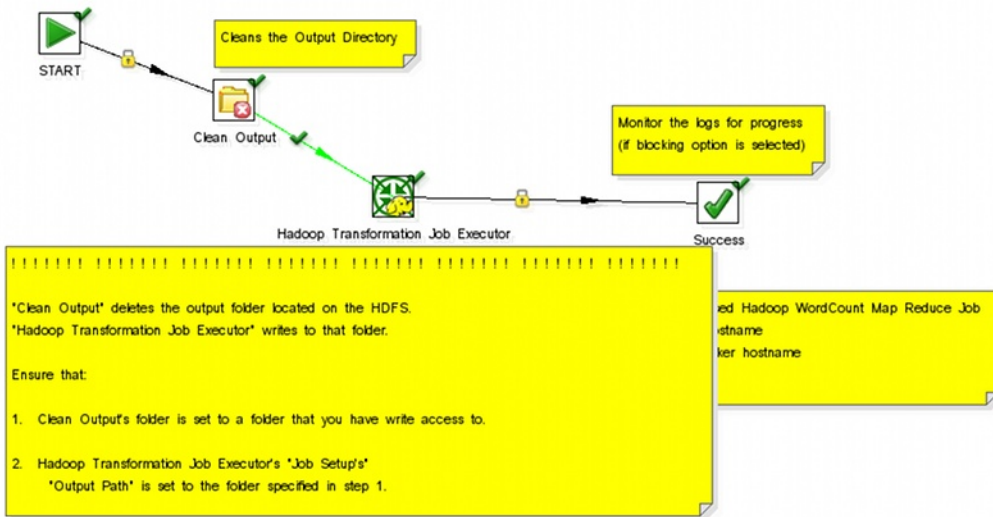 START
Cleans the Output Directory
Clean Output
Monitor the logs for progress
(if blocking option is selected)
Hadoop Transformation Job Executor
Success
! ! ! ! ! ! ! ! ! ! ! ! ! ! ! ! ! ! ! ! ! ! ! ! ! ! ! ! ! ! ! ! ! ! ! ! ! ! ! ! ! ! ! ! ! ! ! ! ! ! ! ! ! ! ! !
"Clean Output" deletes the output folder located on the HDFS.
"Hadoop Transformation Job Executor" writes to that folder.
Ensure that:
1. Clean Output's folder is set to a folder that you have write access to.
2. Hadoop Transformation Job Executor's "Job Setup's"
"Output Path" is set to the folder specified in step 1.
Hadoop WordCount Map Reduce Job
hostname